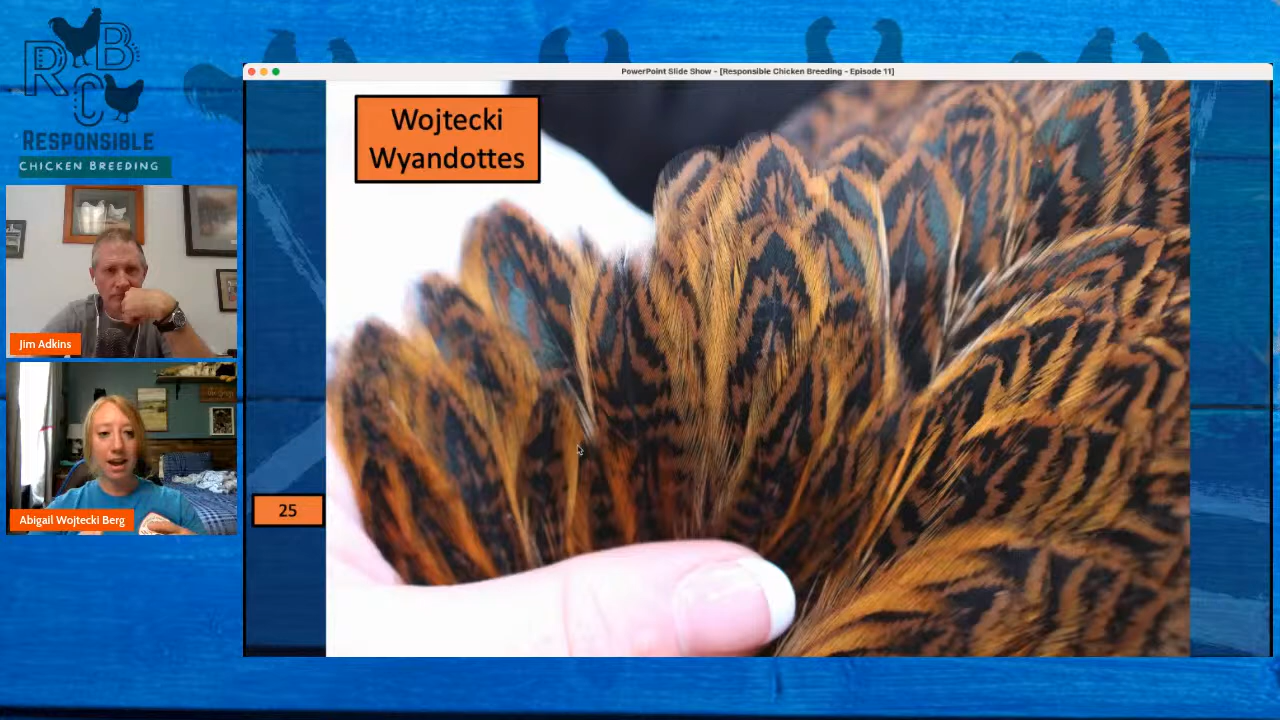 RBC
RESPONSIBLE
CHICKEN BREEDING
PowerPoint Slide Show - [Responsible Chicken Breeding - Episode 11]
Wojtecki
Wyandottes
Jim Adkins
Abigail Wojtecki Berg
25